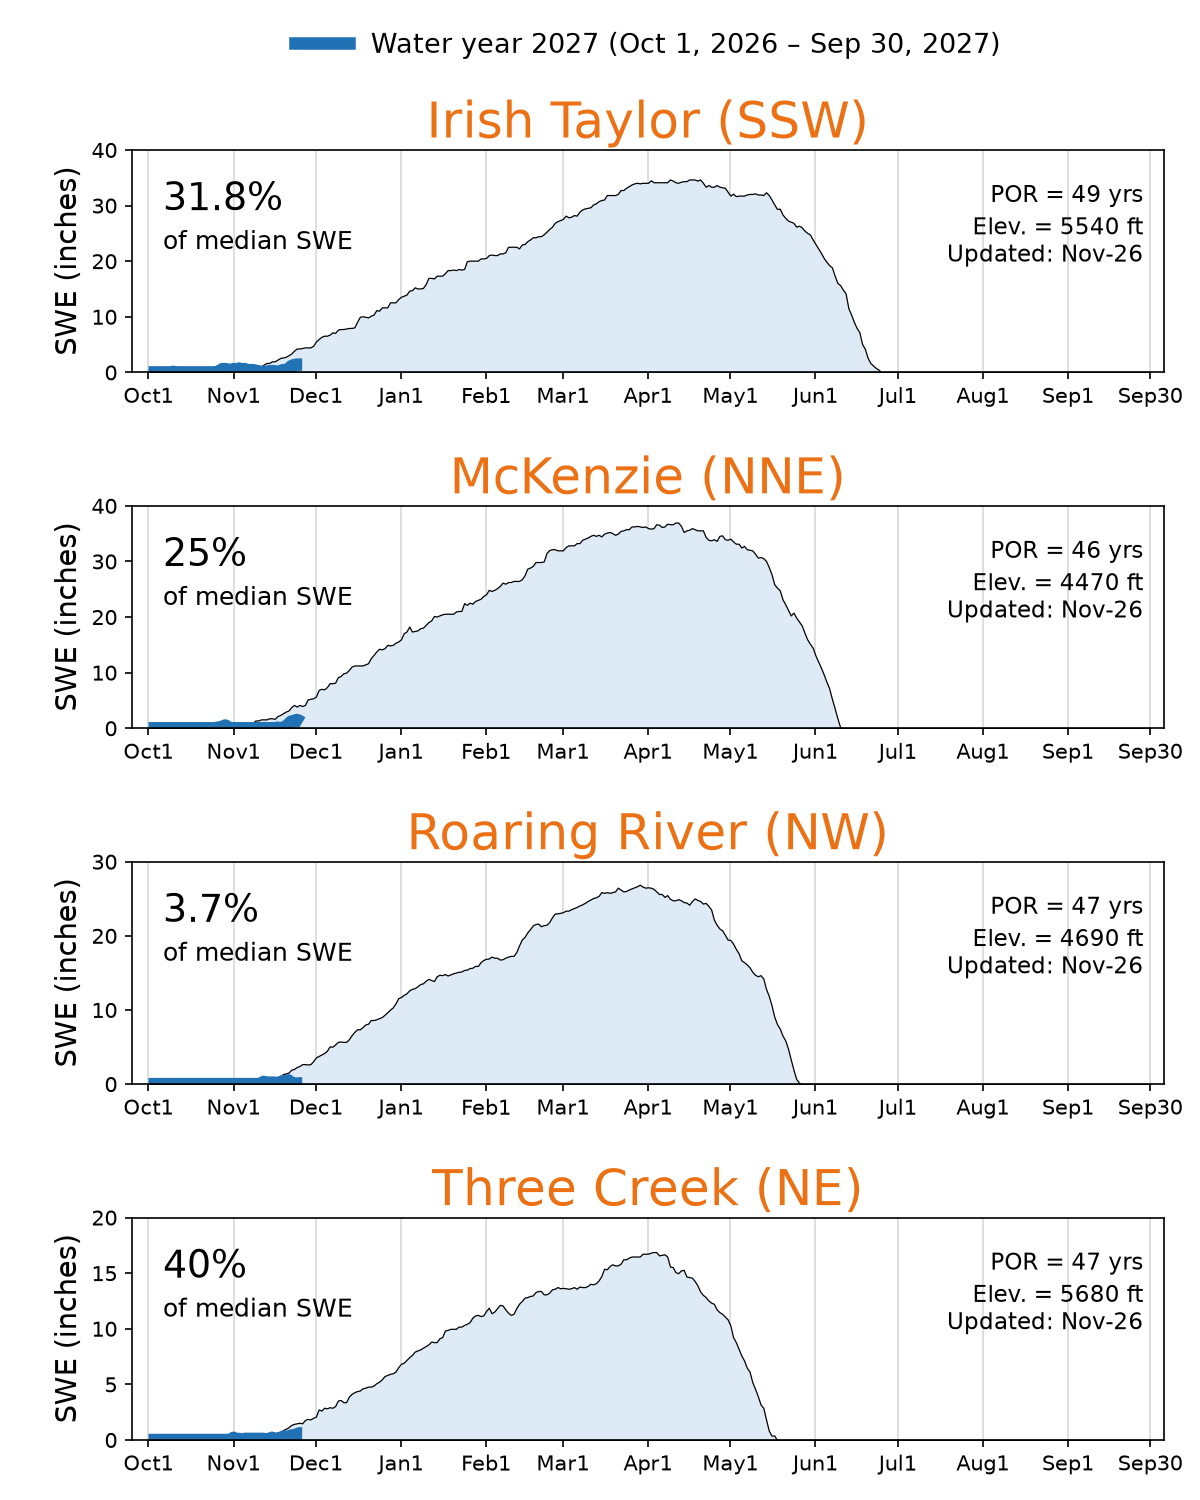 Water year 2027 (Oct 1, 2026 – Sep 30, 2027)
Irish Taylor (SSW)
SWE (inches)
40
30
20
10
0
31.8%
of median SWE
POR = 49 yrs
Elev. = 5540 ft
Updated: Nov-26
Oct1 Nov1 Dec1 Jan1 Feb1 Mar1 Apr1 May1 Jun1 Jul1 Aug1 Sep1 Sep30
McKenzie (NNE)
SWE (inches)
40
30
20
10
0
25%
of median SWE
POR = 46 yrs
Elev. = 4470 ft
Updated: Nov-26
Oct1 Nov1 Dec1 Jan1 Feb1 Mar1 Apr1 May1 Jun1 Jul1 Aug1 Sep1 Sep30
Roaring River (NW)
SWE (inches)
30
20
10
0
3.7%
of median SWE
POR = 47 yrs
Elev. = 4690 ft
Updated: Nov-26
Oct1 Nov1 Dec1 Jan1 Feb1 Mar1 Apr1 May1 Jun1 Jul1 Aug1 Sep1 Sep30
Three Creek (NE)
SWE (inches)
20
15
10
5
0
40%
of median SWE
POR = 47 yrs
Elev. = 5680 ft
Updated: Nov-26
Oct1 Nov1 Dec1 Jan1 Feb1 Mar1 Apr1 May1 Jun1 Jul1 Aug1 Sep1 Sep30